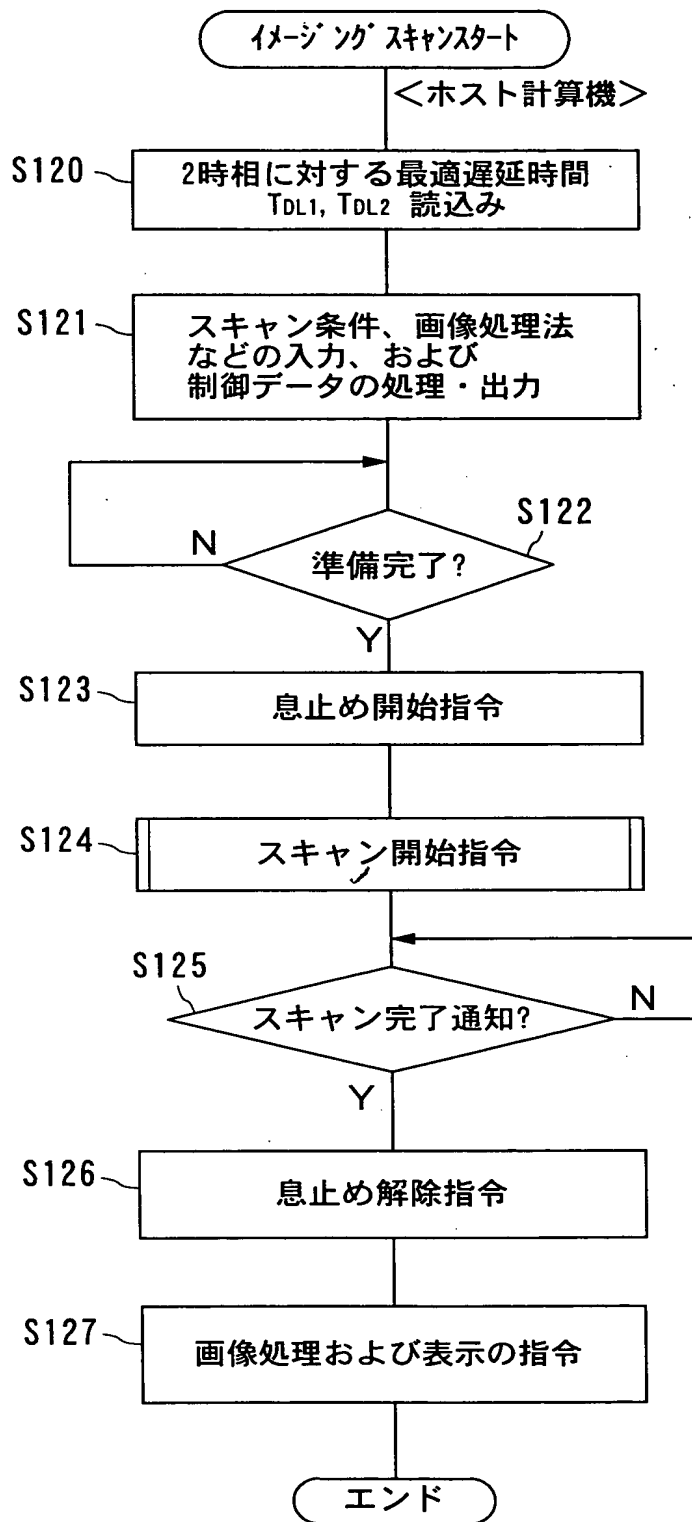 イメージングスキャンスタート
<ホスト計算機>
S120
2時相に対する最適遅延時間
TDL1, TDL2 読込み
S121
スキャン条件、画像処理法
などの入力、および
制御データの処理・出力
S122
N
準備完了?
Y
S123
息止め開始指令
S124
スキャン開始指令
S125
スキャン完了通知?
N
Y
S126
息止め解除指令
S127
画像処理および表示の指令
エンド